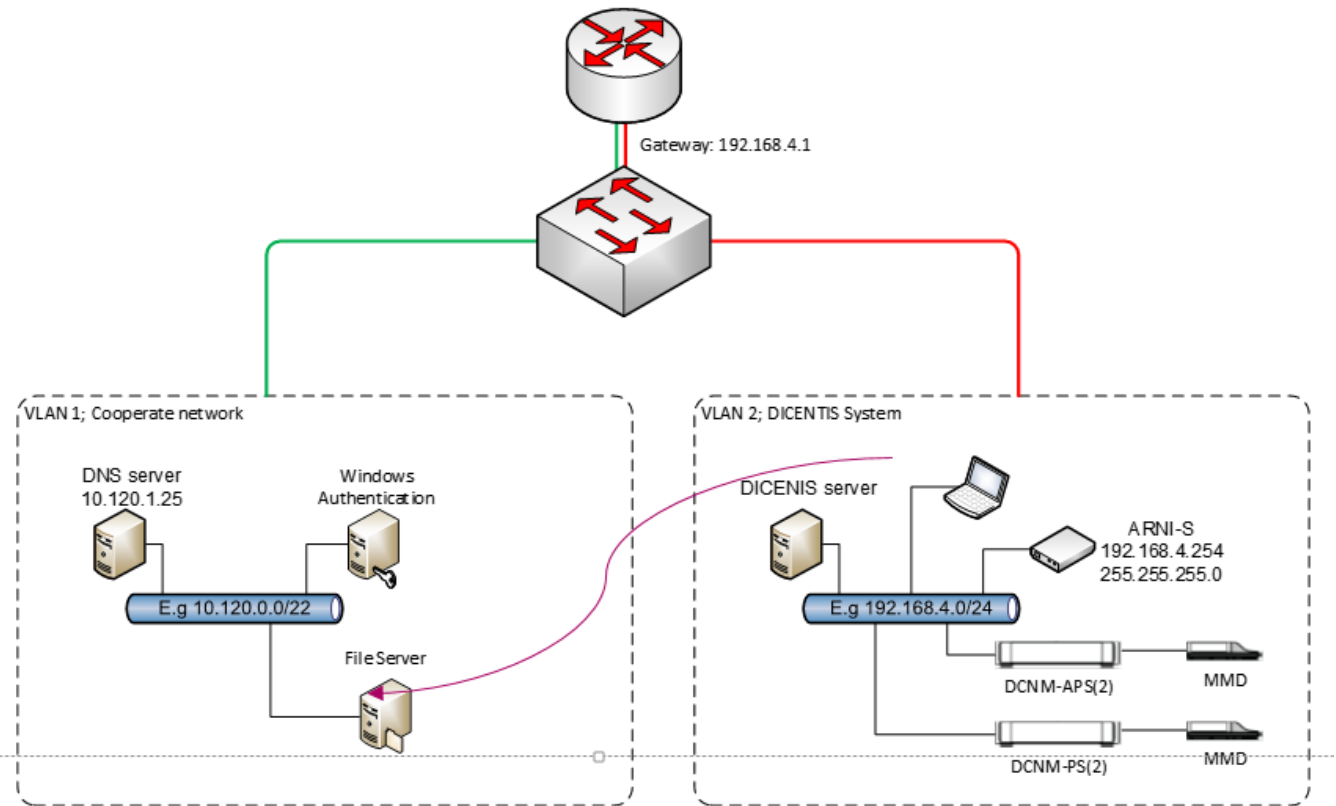 Gateway: 192.168.4.1
VLAN 1; Cooperate network
DNS server
10.120.1.25
Windows
Authentication
E.g 10.120.0.0/22
File Server
VLAN 2; DICENTIS System
DICENIS server
ARNI-S
192.168.4.254
255.255.255.0
E.g 192.168.4.0/24
DCNM-APS(2)
MMD
DCNM-PS(2)
MMD